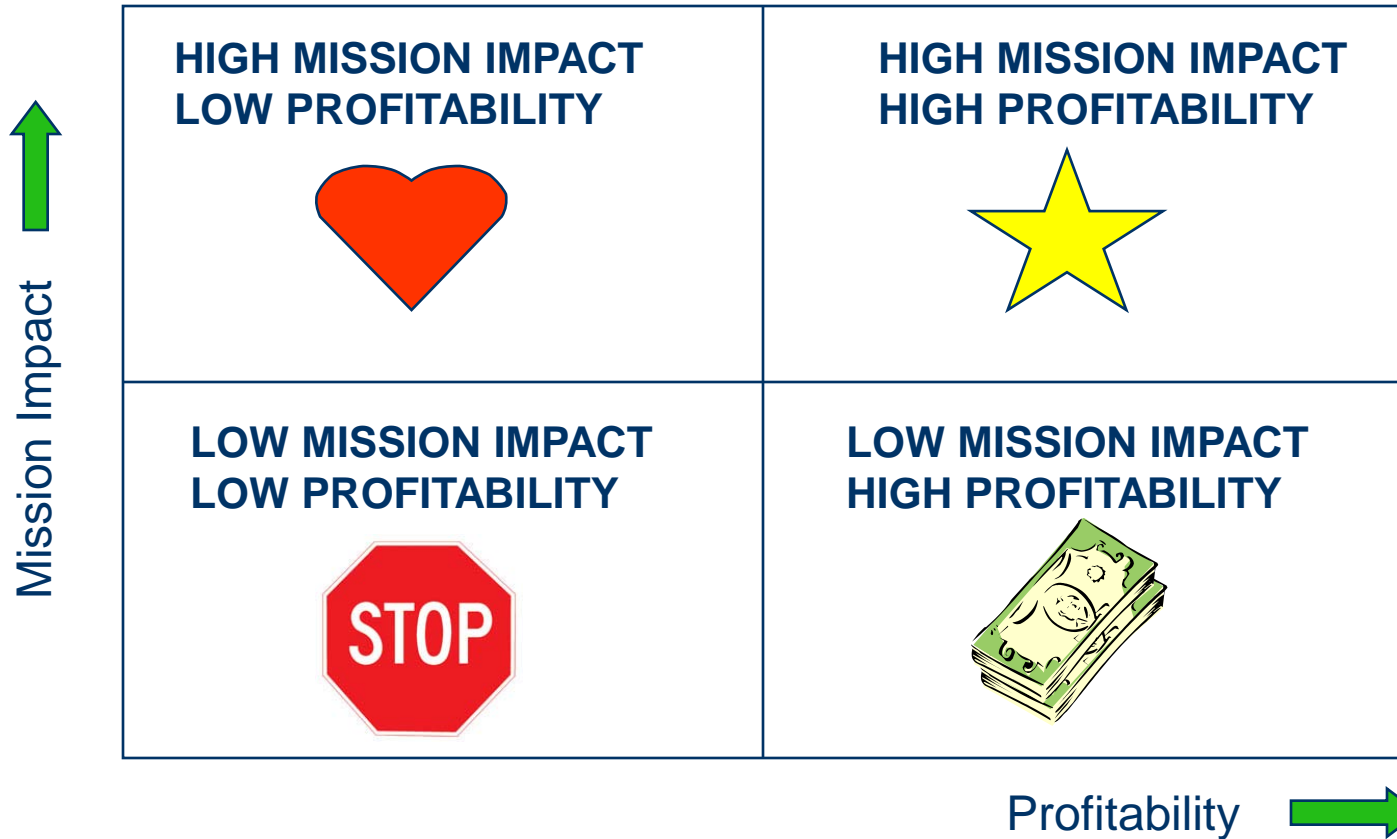 HIGH MISSION IMPACT
LOW PROFITABILITY
HIGH MISSION IMPACT
HIGH PROFITABILITY
Mission Impact
LOW MISSION IMPACT
LOW PROFITABILITY
STOP
LOW MISSION IMPACT
HIGH PROFITABILITY
Profitability